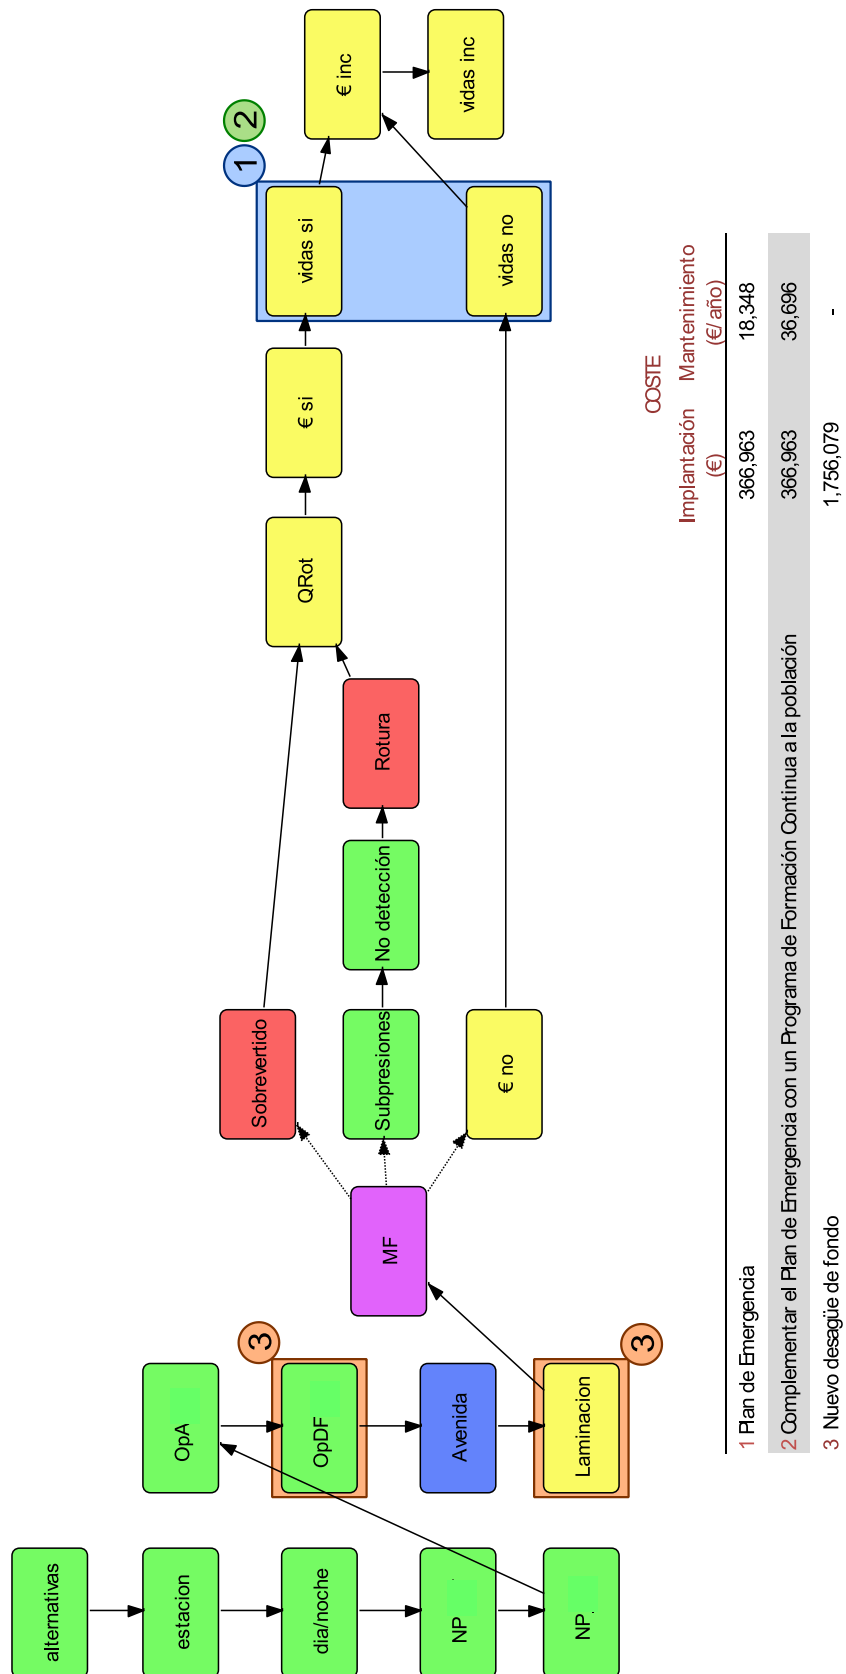 alternativas
estacion
dia/noche
NP
NP
OpA
OpDF
Avenida
Laminacion
3
3
MF
Sobrevertido
Subpresiones
€ no
No detección
Rotura
QRot
€ si
vidas si
vidas no
1
2
€ inc
vidas inc
COSTE
Implantación Mantenimiento
(€) (€/año)
1 Plan de Emergencia 366,963 18,348
2 Complementar el Plan de Emergencia con un Programa de Formación Continua a la población 366,963 36,696
3 Nuevo desagüe de fondo 1,756,079 -